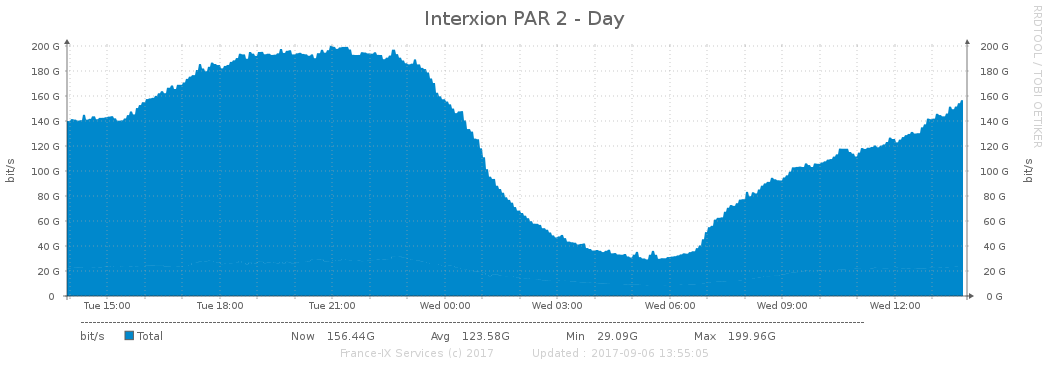 Interxion PAR 2 - Day
RRDTOOL / TOBI OETIKER
bit/s
200 G
180 G
160 G
140 G
120 G
100 G
80 G
60 G
40 G
20 G
0
200 G
180 G
160 G
140 G
120 G
100 G
80 G
60 G
40 G
20 G
0 G
bit/s
Tue 15:00 Tue 18:00 Tue 21:00 Wed 00:00 Wed 03:00 Wed 06:00 Wed 09:00 Wed 12:00
bit/s Total Now 156.44G Avg 123.58G Min 29.09G Max 199.96G
France-IX Services (c) 2017 Updated : 2017-09-06 13:55:05